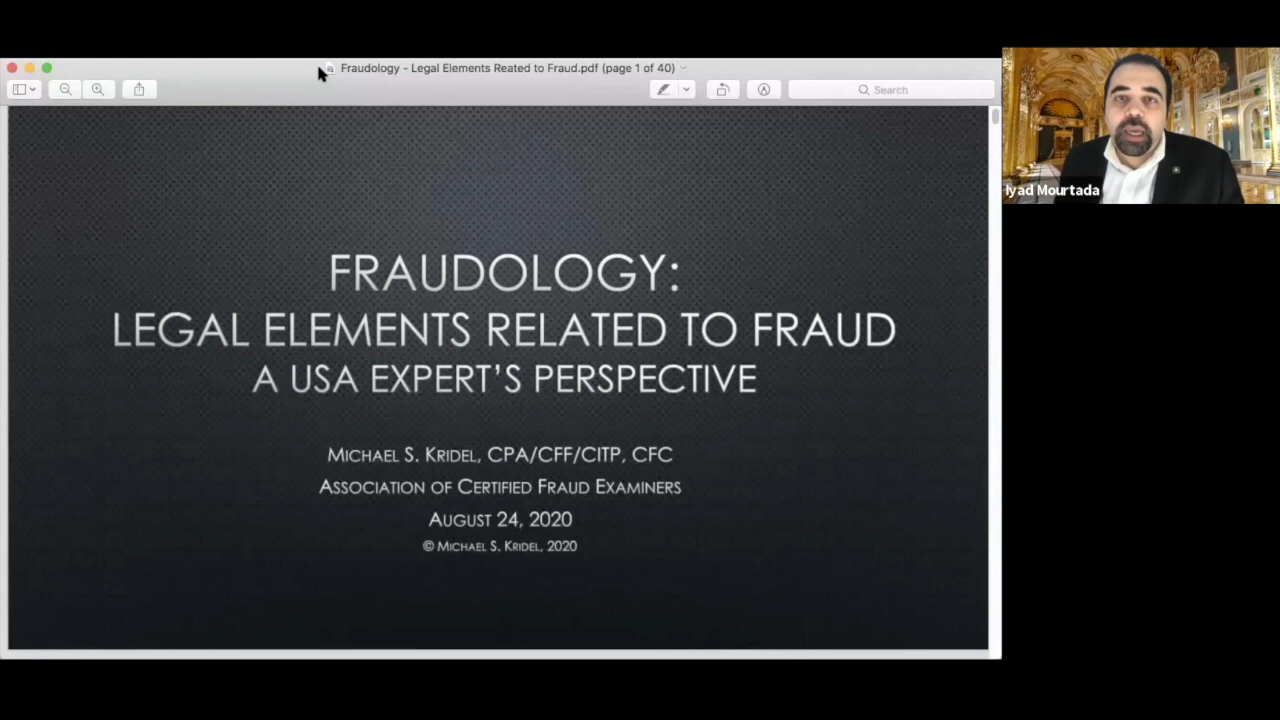 Fraudology - Legal Elements Reated to Fraud.pdf (page 1 of 40)
Search
FRAUDOLOGY:
LEGAL ELEMENTS RELATED TO FRAUD
A USA EXPERT'S PERSPECTIVE
MICHAEL S. KRIDEL, CPA/CFF/CITP, CFC
ASSOCIATION OF CERTIFIED FRAUD EXAMINERS
AUGUST 24, 2020
© MICHAEL S. KRIDEL, 2020
Iyad Mourtada